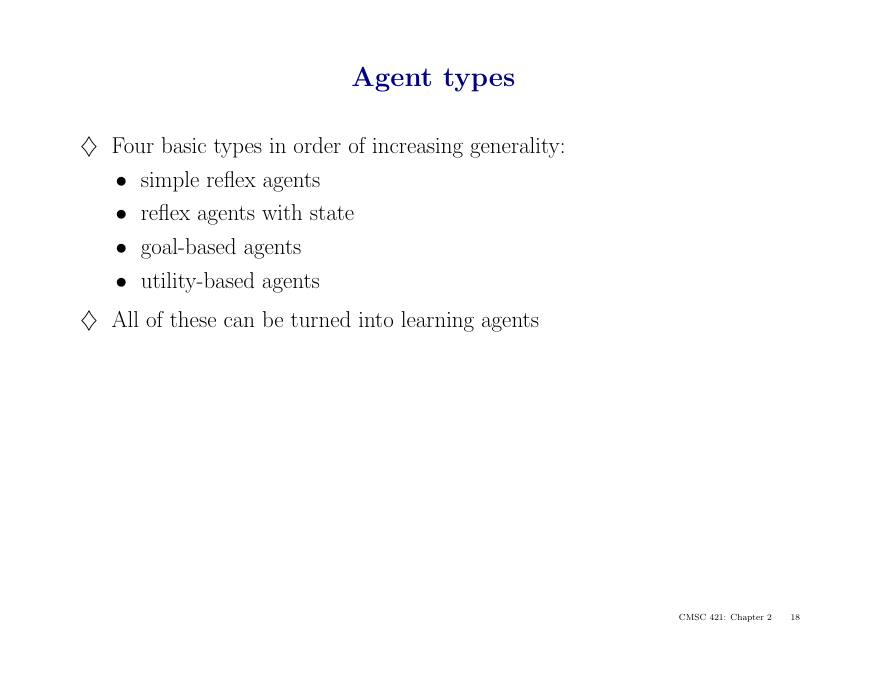 Agent types
♢ Four basic types in order of increasing generality:
• simple reflex agents
• reflex agents with state
• goal-based agents
• utility-based agents
♢ All of these can be turned into learning agents
CMSC 421: Chapter 2 18